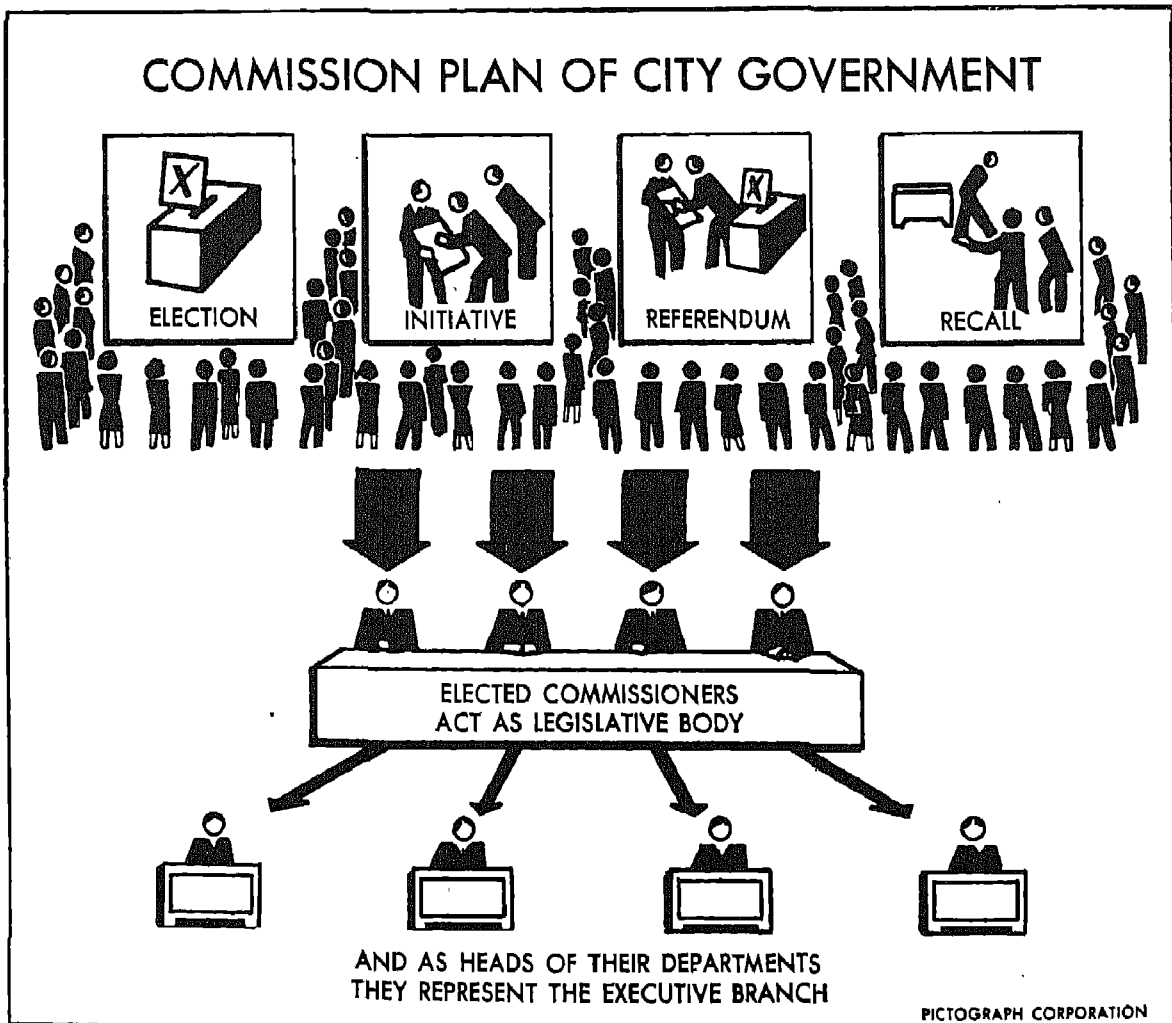 COMMISSION PLAN OF CITY GOVERNMENT
X
X
ELECTION
INITIATIVE
REFERENDUM
RECALL
ELECTED COMMISSIONERS
ACT AS LEGISLATIVE BODY
AND AS HEADS OF THEIR DEPARTMENTS
THEY REPRESENT THE EXECUTIVE BRANCH
PICTOGRAPH CORPORATION